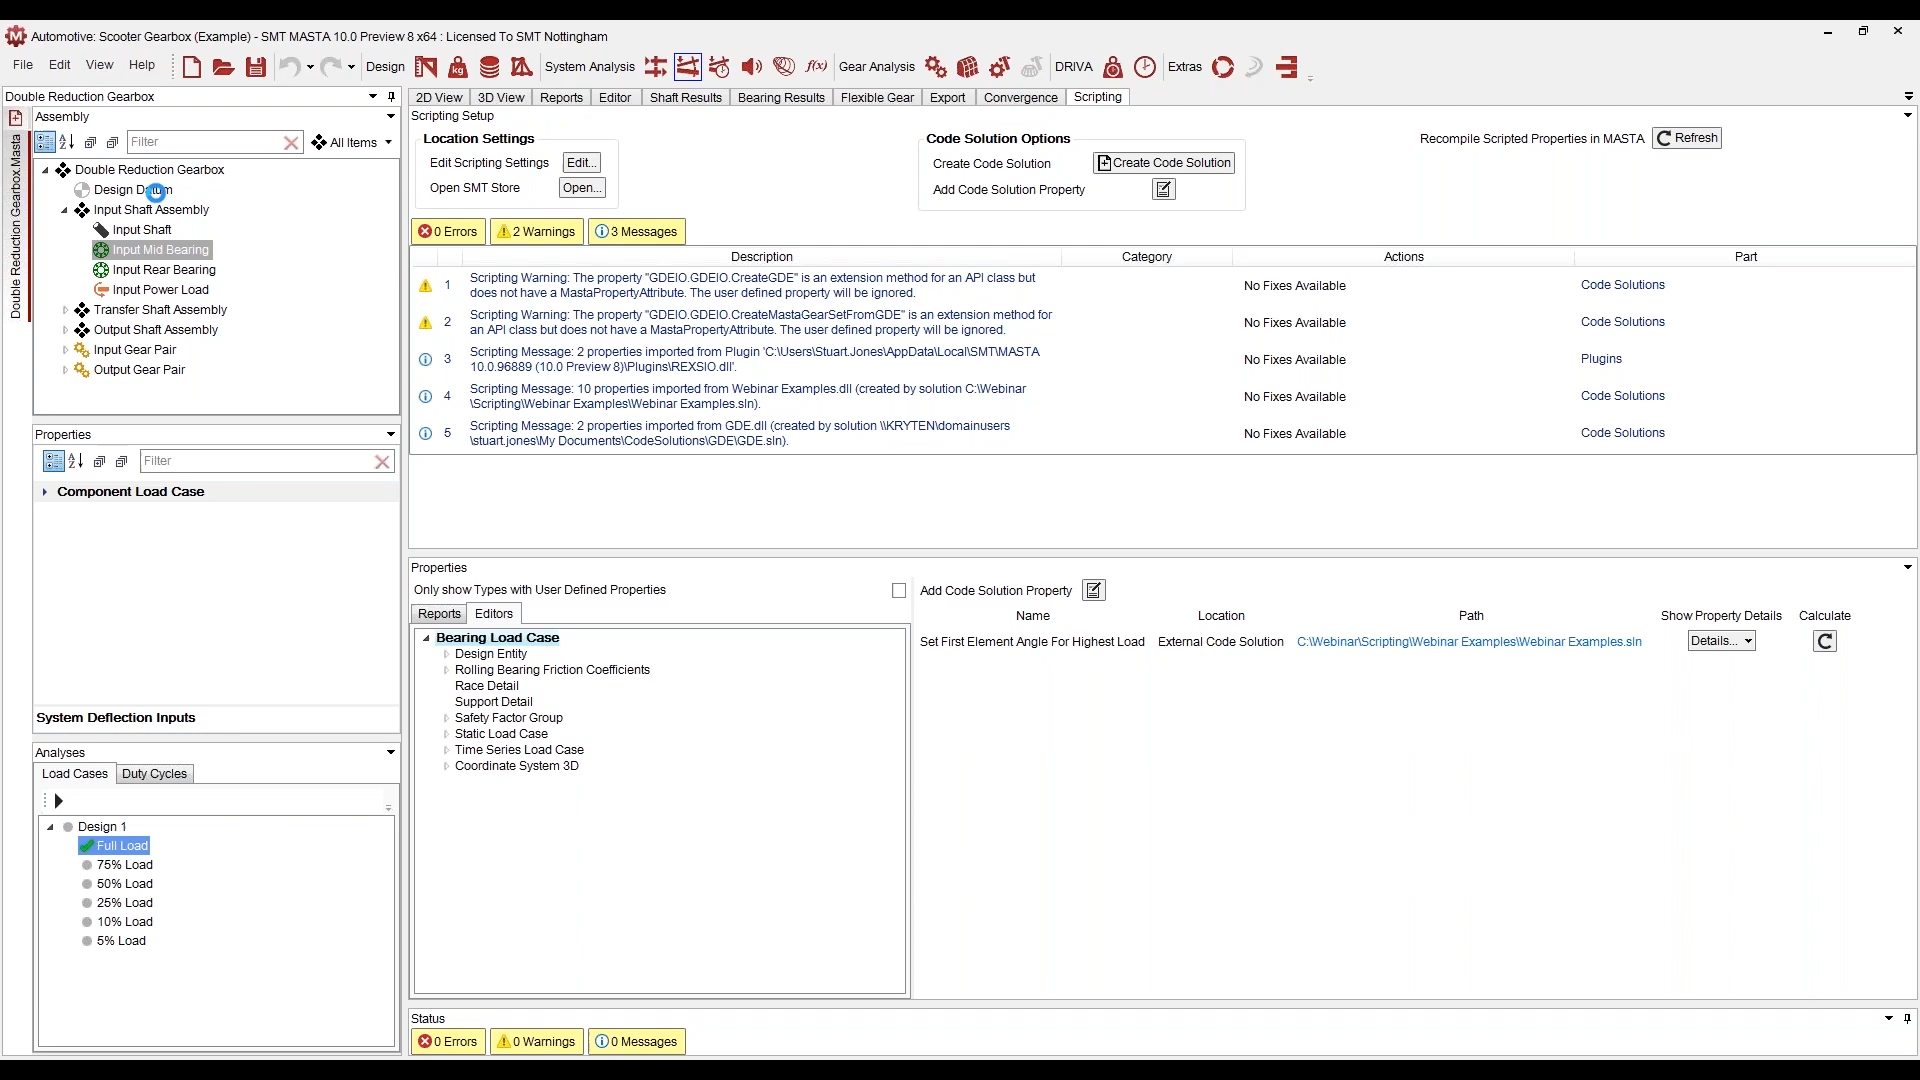 Automotive: Scooter Gearbox (Example) - SMT MASTA 10.0 Preview 8 x64 : Licensed To SMT Nottingham
File Edit View Help Design System Analysis Gear Analysis DRIVA Extras
Double Reduction Gearbox
Double Reduction Gearbox.Masta
Assembly
Filter All Items
Double Reduction Gearbox
Design Datum
Input Shaft Assembly
Input Shaft
Input Mid Bearing
Input Rear Bearing
Input Power Load
Transfer Shaft Assembly
Output Shaft Assembly
Input Gear Pair
Output Gear Pair
Properties
Filter
Component Load Case
System Deflection Inputs
Analyses
Load Cases Duty Cycles
Design 1
Full Load
75% Load
50% Load
25% Load
10% Load
5% Load
2D View 3D View Reports Editor Shaft Results Bearing Results Flexible Gear Export Convergence Scripting
Scripting Setup
Location Settings
Edit Scripting Settings Edit...
Open SMT Store Open...
Code Solution Options
Create Code Solution Create Code Solution
Add Code Solution Property
Recompile Scripted Properties in MASTA Refresh
0 Errors 2 Warnings 3 Messages
Description Category Actions Part
1 Scripting Warning: The property "GDEIO.GDEIO.CreateGDE" is an extension method for an API class but
does not have a MastaPropertyAttribute. The user defined property will be ignored. No Fixes Available Code Solutions
2 Scripting Warning: The property "GDEIO.GDEIO.CreateMastaGearSetFromGDE" is an extension method for
an API class but does not have a MastaPropertyAttribute. The user defined property will be ignored. No Fixes Available Code Solutions
3 Scripting Message: 2 properties imported from Plugin 'C:\Users\Stuart.Jones\AppData\Local\SMT\MASTA
10.0.96889 (10.0 Preview 8)\Plugins\REXSIO.dll'. No Fixes Available Plugins
4 Scripting Message: 10 properties imported from Webinar Examples.dll (created by solution C:\Webinar
\Scripting\Webinar Examples\Webinar Examples.sln). No Fixes Available Code Solutions
5 Scripting Message: 2 properties imported from GDE.dll (created by solution \\KRYTEN\domainusers
\stuart.jones\My Documents\CodeSolutions\GDE\GDE.sln). No Fixes Available Code Solutions
Properties
Only show Types with User Defined Properties
Reports Editors
Bearing Load Case
Design Entity
Rolling Bearing Friction Coefficients
Race Detail
Support Detail
Safety Factor Group
Static Load Case
Time Series Load Case
Coordinate System 3D
Add Code Solution Property
Name Location Path Show Property Details Calculate
Set First Element Angle For Highest Load External Code Solution C:\Webinar\Scripting\Webinar Examples\Webinar Examples.sln Details...
Status
0 Errors 0 Warnings 0 Messages